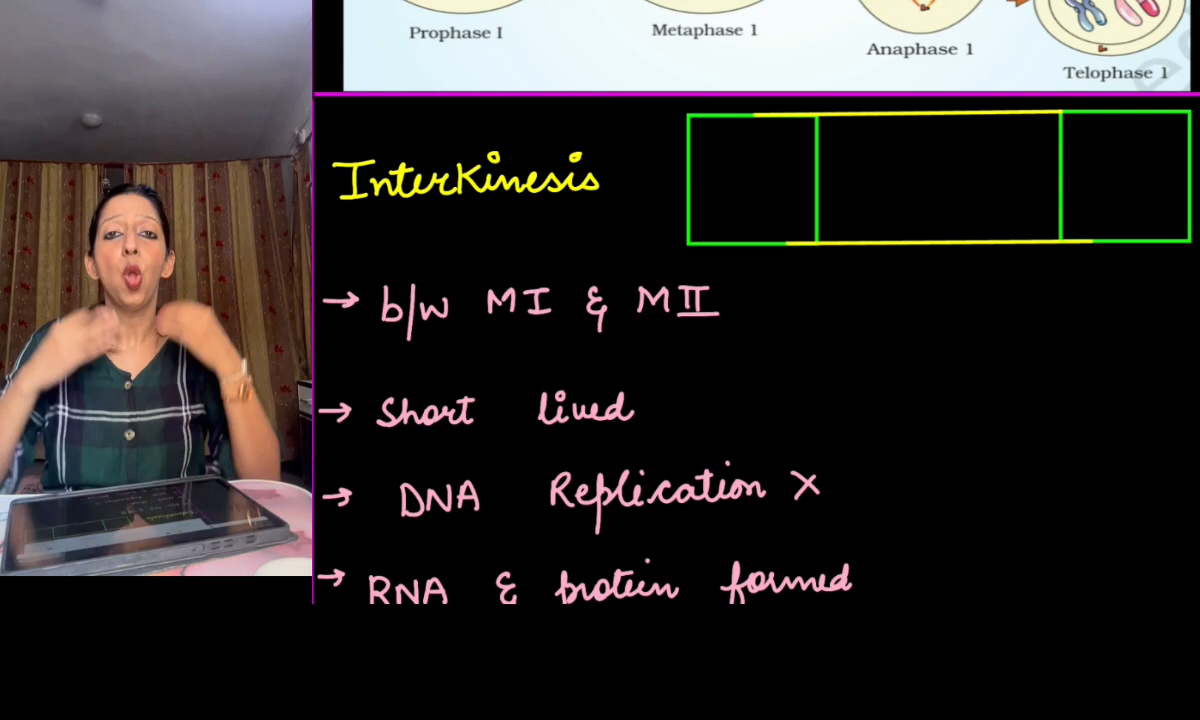 Prophase I
Metaphase 1
Anaphase 1
Telophase 1
InterKinesis
→ b/w MI & MII
→ Short lived
→ DNA Replication ×
→ RNA & protein formed